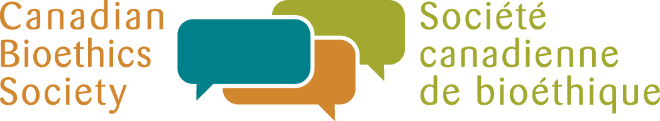 Canadian
Bioethics
Society
Société
canadienne
de bioéthique